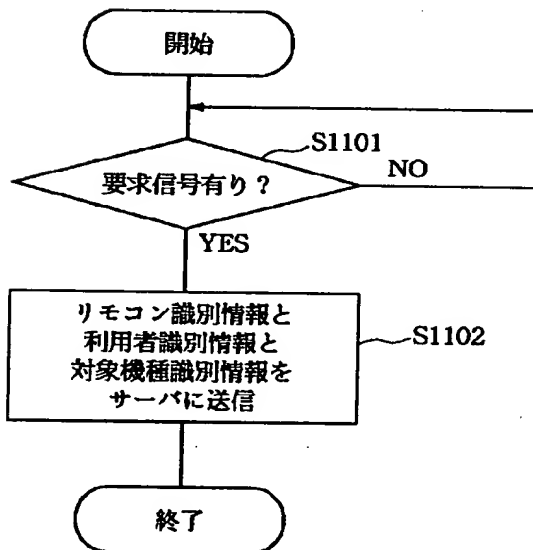 開始
S1101
要求信号有り？
NO
YES
リモコン識別情報と
利用者識別情報と
対象機種識別情報を
サーバに送信
S1102
終了